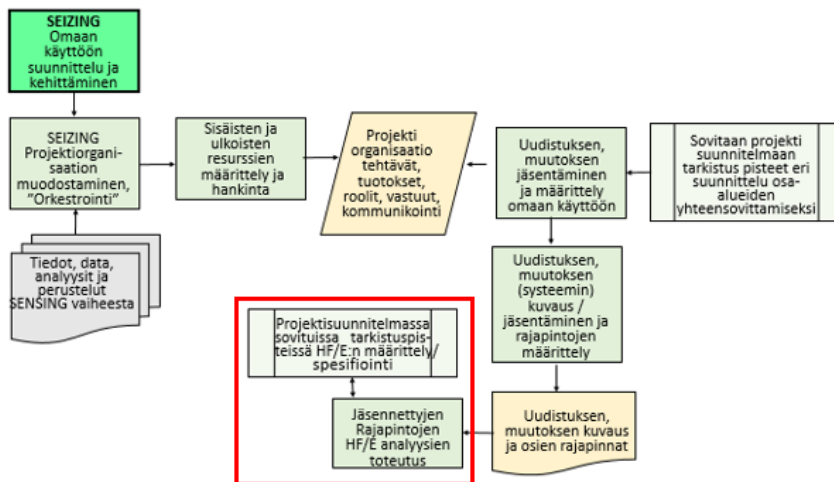 SEIZING
Omaan
käyttöön
suunnittelu ja
kehittäminen
SEIZING
Projektiorgani-
saation
muodostaminen,
”Orkestrointi”
Sisäisten ja
ulkoisten
resurssien
määrittely ja
hankinta
Projekti
organisaatio
tehtävät,
tuotokset,
roolit, vastuut,
kommunikointi
Uudistuksen,
muutoksen
jäsentäminen
ja määrittely
omaan käyttöön
Sovitaan projekti
suunnitelmaan
tarkistus pisteet eri
suunnittelu osa-
alueiden
yhteensovittamiseksi
Tiedot, data,
analyysit ja
perustelut
SENSING vaiheesta
Uudistuksen,
muutoksen
(systeemin)
kuvaus /
jäsentäminen ja
rajapintojen
määrittely
Projektisuunnitelmassa
sovituissa tarkistuspis-
teissä HF/E:n määrittely/
spesifiointi
Jäsennettyjen
Rajapintojen
HF/E analyysien
toteutus
Uudistuksen,
muutoksen kuvaus
ja osien rajapinnat